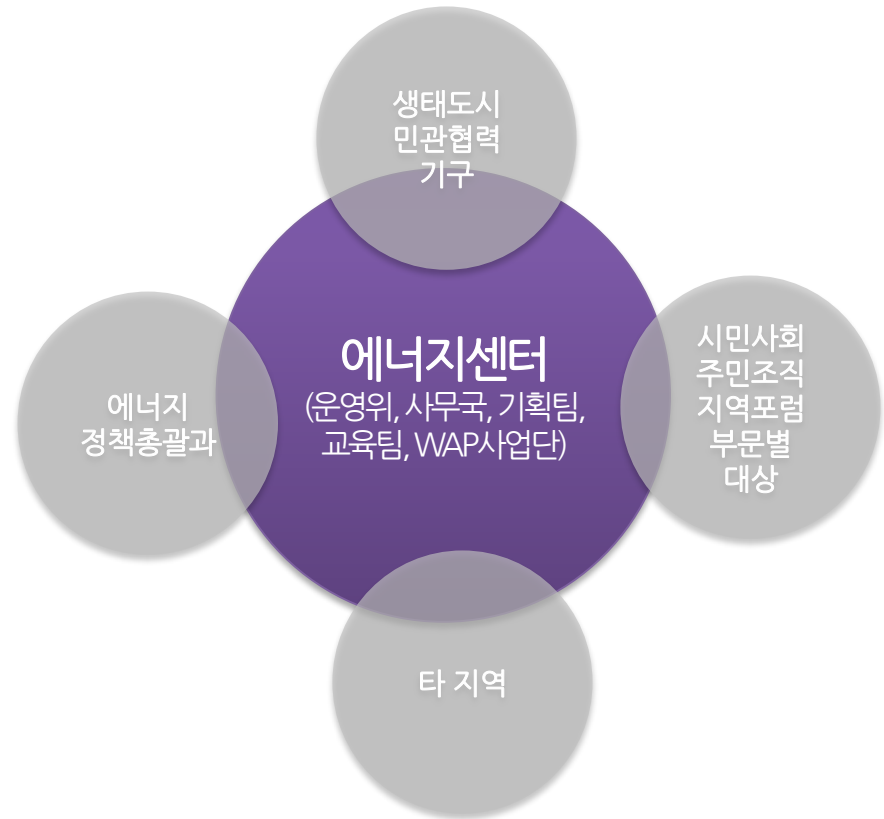 생태도시
민관협력
기구
에너지센터
(운영위, 사무국, 기획팀,
교육팀, WAP사업단)
에너지
정책총괄과
시민사회
주민조직
지역포럼
부문별
대상
타 지역